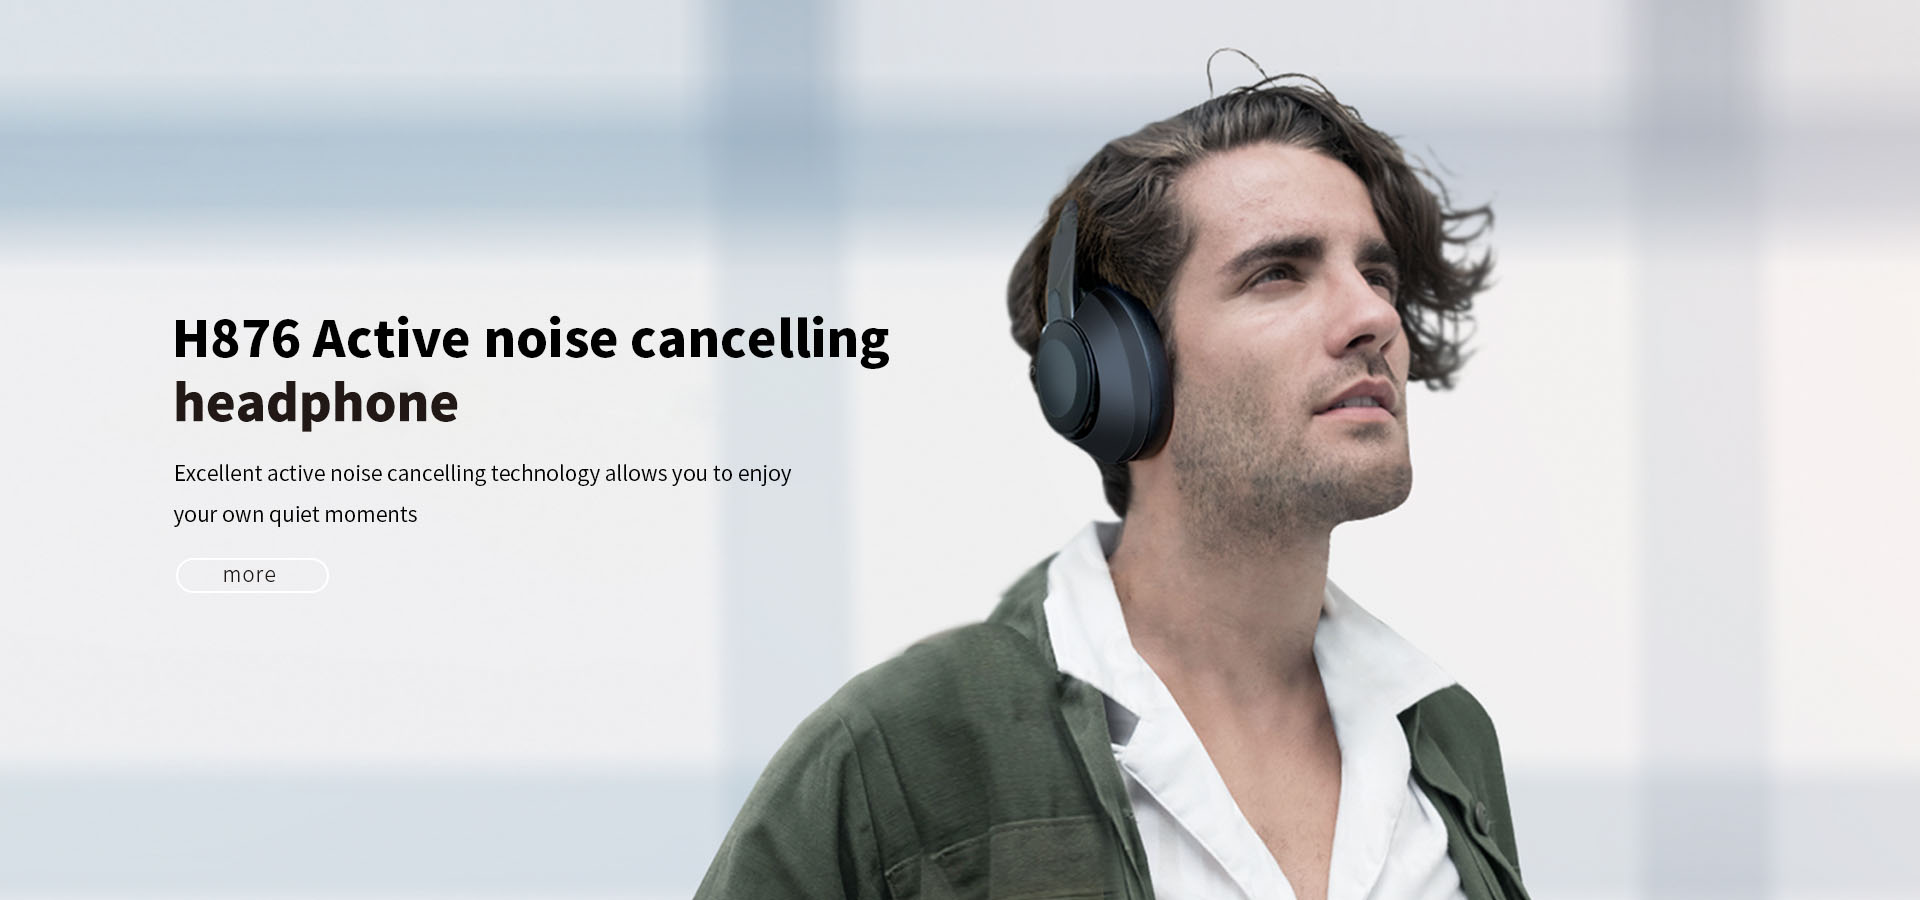 H876 Active noise cancelling
headphone
Excellent active noise cancelling technology allows you to enjoy
your own quiet moments
more